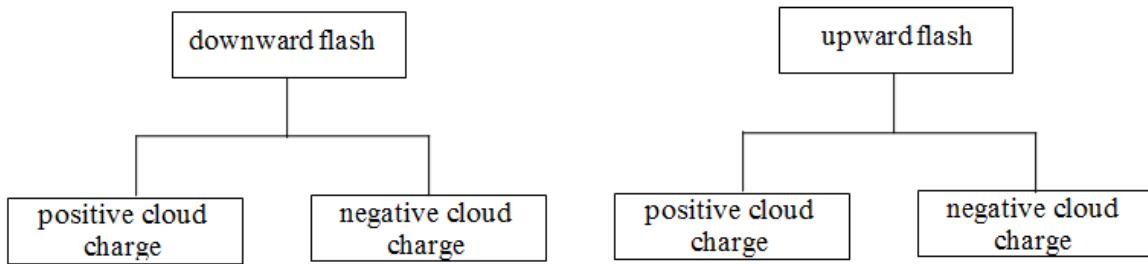 downward flash
positive cloud
charge
negative cloud
charge
upward flash
positive cloud
charge
negative cloud
charge